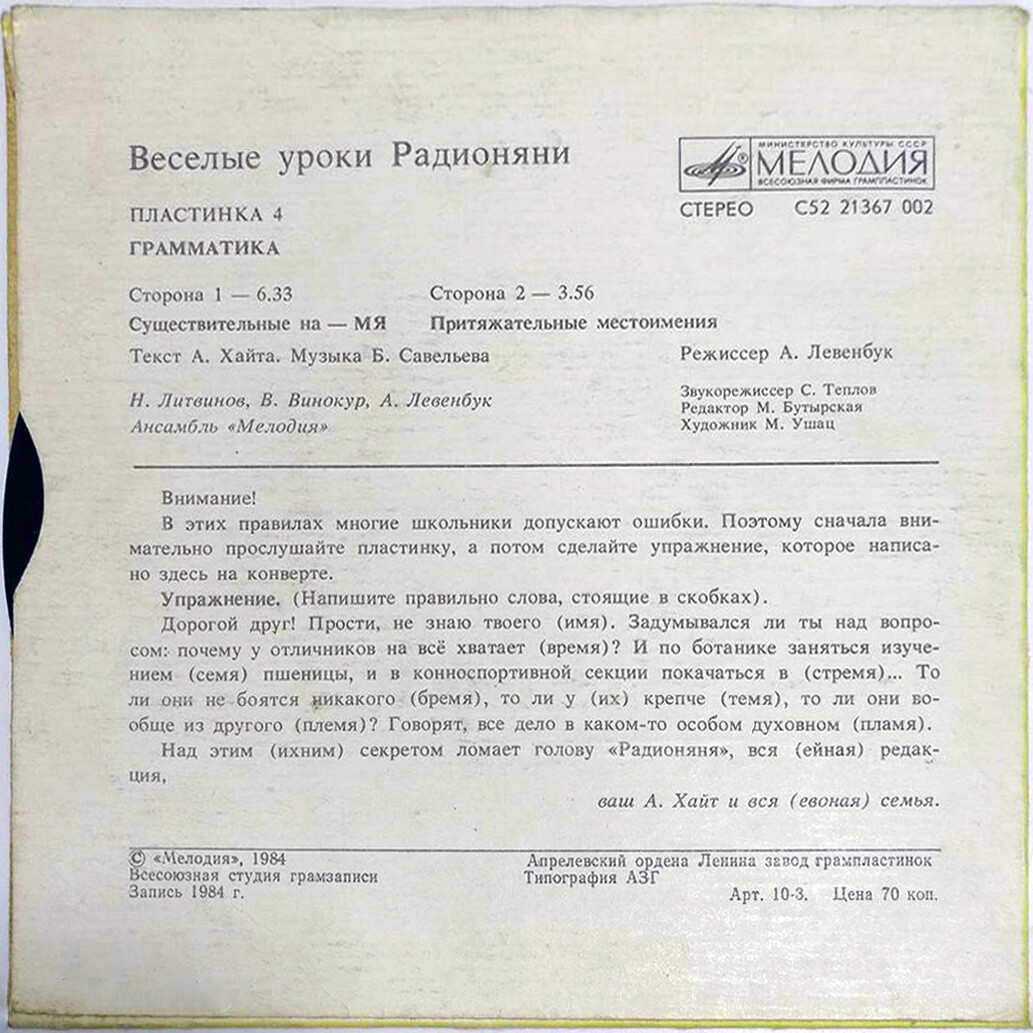 Веселые уроки Радионяни
МИНИСТЕРСТВО КУЛЬТУРЫ СССР
МЕЛОДИЯ
ВСЕСОЮЗНАЯ ФИРМА ГРАМПЛАСТИНОК
СТЕРЕО С52 21367 002
ПЛАСТИНКА 4
ГРАММАТИКА
Сторона 1 — 6.33 Сторона 2 — 3.56
Существительные на — МЯ Притяжательные местоимения
Текст А. Хайта. Музыка Б. Савельева Режиссер А. Левенбук
Н. Литвинов, В. Винокур, А. Левенбук
Ансамбль «Мелодия»
Звукорежиссер С. Теплов
Редактор М. Бутырская
Художник М. Ушац
Внимание!
В этих правилах многие школьники допускают ошибки. Поэтому сначала вни-
мательно прослушайте пластинку, а потом сделайте упражнение, которое написа-
но здесь на конверте.
Упражнение. (Напишите правильно слова, стоящие в скобках).
Дорогой друг! Прости, не знаю твоего (имя). Задумывался ли ты над вопро-
сом: почему у отличников на всё хватает (время)? И по ботанике заняться изуче-
нием (семя) пшеницы, и в конноспортивной секции покачаться в (стремя)... То
ли они не боятся никакого (бремя), то ли у (их) крепче (темя), то ли они во-
обще из другого (племя)? Говорят, все дело в каком-то особом духовном (пламя).
Над этим (ихним) секретом ломает голову «Радионяня», вся (ейная) редак-
ция,
ваш А. Хайт и вся (евоная) семья.
© «Мелодия», 1984
Всесоюзная студия грамзаписи
Запись 1984 г.
Апрелевский ордена Ленина завод грампластинок
Типография АЗГ
Арт. 10-3. Цена 70 коп.